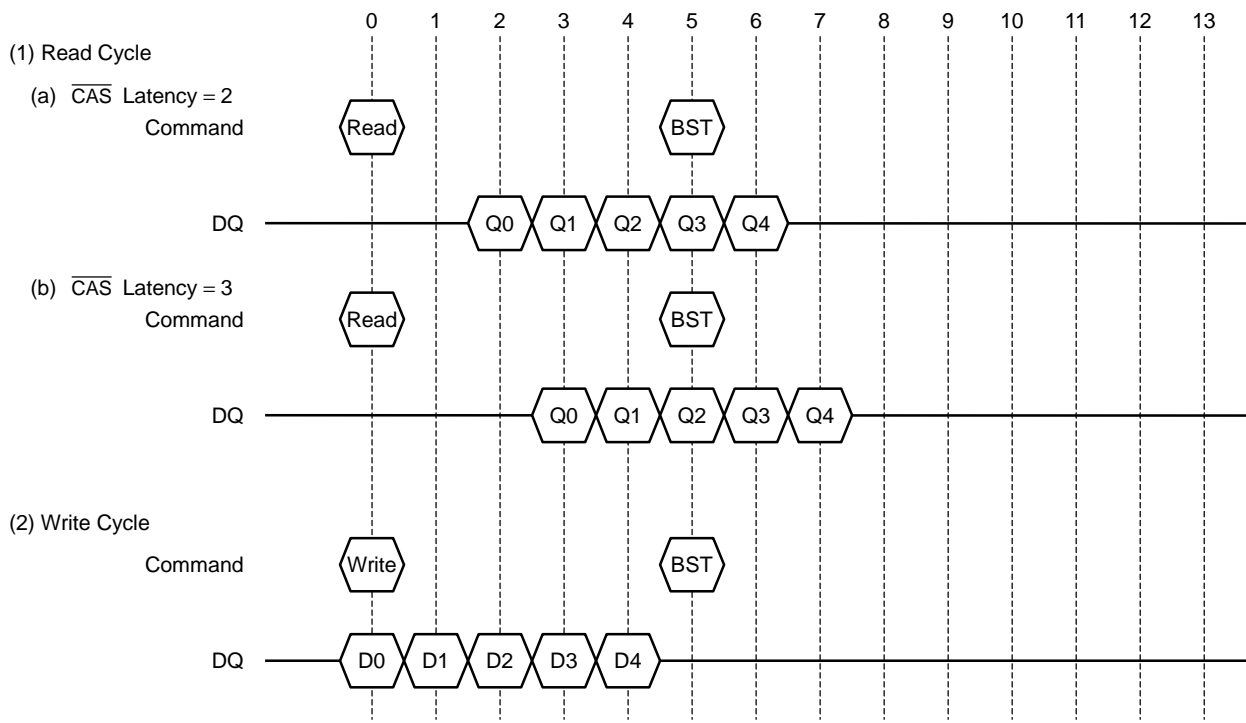 0 1 2 3 4 5 6 7 8 9 10 11 12 13
(1) Read Cycle
(a) CAS Latency = 2
Command Read BST
DQ Q0 Q1 Q2 Q3 Q4
(b) CAS Latency = 3
Command Read BST
DQ Q0 Q1 Q2 Q3 Q4
(2) Write Cycle
Command Write BST
DQ D0 D1 D2 D3 D4